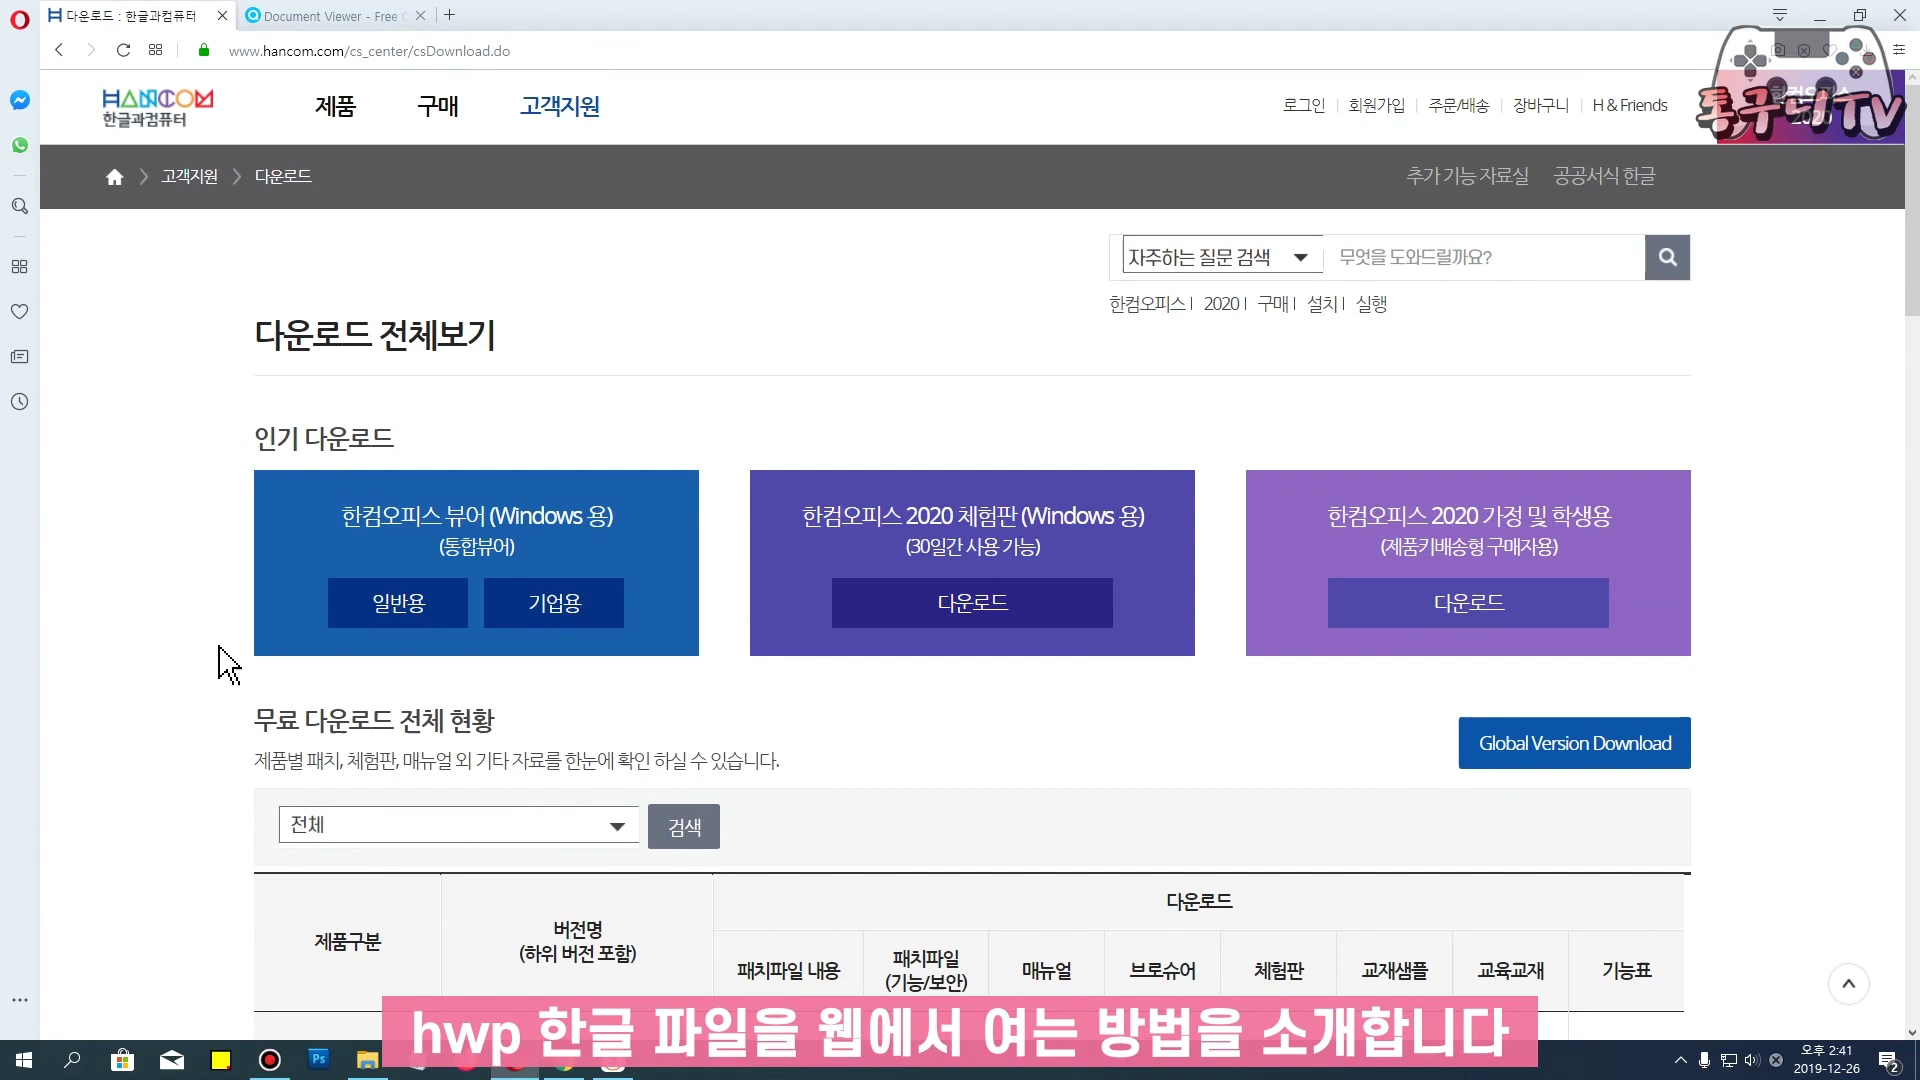 다운로드 : 한글과컴퓨터
Document Viewer - Free
www.hancom.com/cs_center/csDownload.do
HANCOM
한글과컴퓨터
제품
구매
고객지원
로그인
회원가입
주문/배송
장바구니
H & Friends
한컴오피스
2020
통구리TV
고객지원
다운로드
추가 기능 자료실
공공서식 한글
자주하는 질문 검색
무엇을 도와드릴까요?
한컴오피스 | 2020 | 구매 | 설치 | 실행
다운로드 전체보기
인기 다운로드
한컴오피스 뷰어 (Windows 용)
(통합뷰어)
일반용
기업용
한컴오피스 2020 체험판 (Windows 용)
(30일간 사용 가능)
다운로드
한컴오피스 2020 가정 및 학생용
(제품키배송형 구매자용)
다운로드
무료 다운로드 전체 현황
제품별 패치, 체험판, 매뉴얼 외 기타 자료를 한눈에 확인 하실 수 있습니다.
Global Version Download
전체
검색
제품구분
버전명
(하위 버전 포함)
다운로드
패치파일 내용
패치파일
(기능/보안)
매뉴얼
브로슈어
체험판
교재샘플
교육교재
기능표
hwp 한글 파일을 웹에서 여는 방법을 소개합니다
Ps
오후 2:41
2019-12-26
2